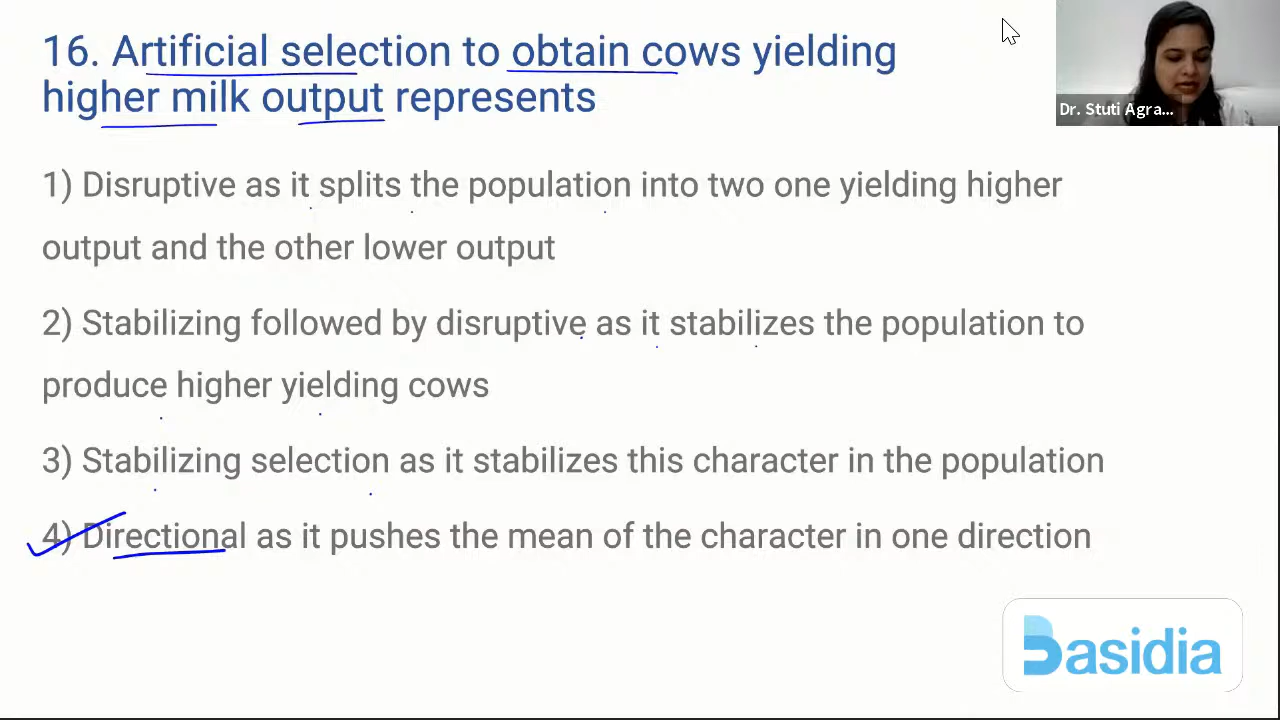 16. Artificial selection to obtain cows yielding
higher milk output represents
Dr. Stuti Agra...
1) Disruptive as it splits the population into two one yielding higher
output and the other lower output
2) Stabilizing followed by disruptive as it stabilizes the population to
produce higher yielding cows
3) Stabilizing selection as it stabilizes this character in the population
4) Directional as it pushes the mean of the character in one direction
Basidia